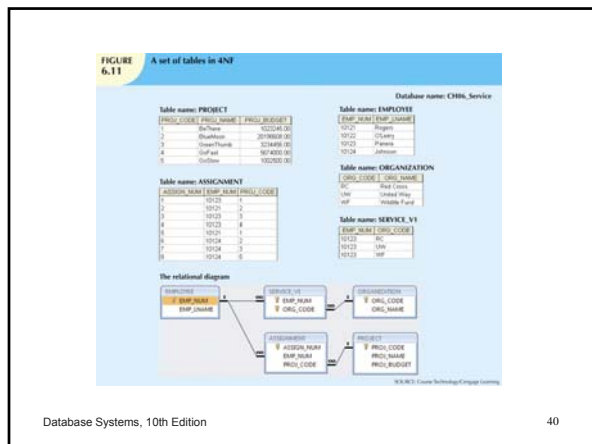 FIGURE 6.11
A set of tables in 4NF
Database name: CH06_Service
Table name: PROJECT
PROJ_CODE PROJ_NAME PROJ_BUDGET
1 BeThere 1023245.00
2 BlueMoon 20198608.00
3 GreenThumb 3234456.00
4 GoFast 5674000.00
5 GoSlow 1002500.00
Table name: EMPLOYEE
EMP_NUM EMP_LNAME
10121 Rogers
10122 O'Leery
10123 Panera
10124 Johnson
Table name: ORGANIZATION
ORG_CODE ORG_NAME
RC Red Cross
UW United Way
WF Wildlife Fund
Table name: ASSIGNMENT
ASSIGN_NUM EMP_NUM PROJ_CODE
1 10123 1
2 10121 2
3 10123 3
4 10123 4
5 10121 1
6 10124 2
7 10124 3
8 10124 5
Table name: SERVICE_V1
EMP_NUM ORG_CODE
10123 RC
10123 UW
10123 WF
The relational diagram
EMPLOYEE
EMP_NUM
EMP_LNAME
SERVICE_V1
EMP_NUM
ORG_CODE
ORGANIZATION
ORG_CODE
ORG_NAME
ASSIGNMENT
ASSIGN_NUM
EMP_NUM
PROJ_CODE
PROJECT
PROJ_CODE
PROJ_NAME
PROJ_BUDGET
SOURCE: Course Technology/Cengage Learning
Database Systems, 10th Edition
40